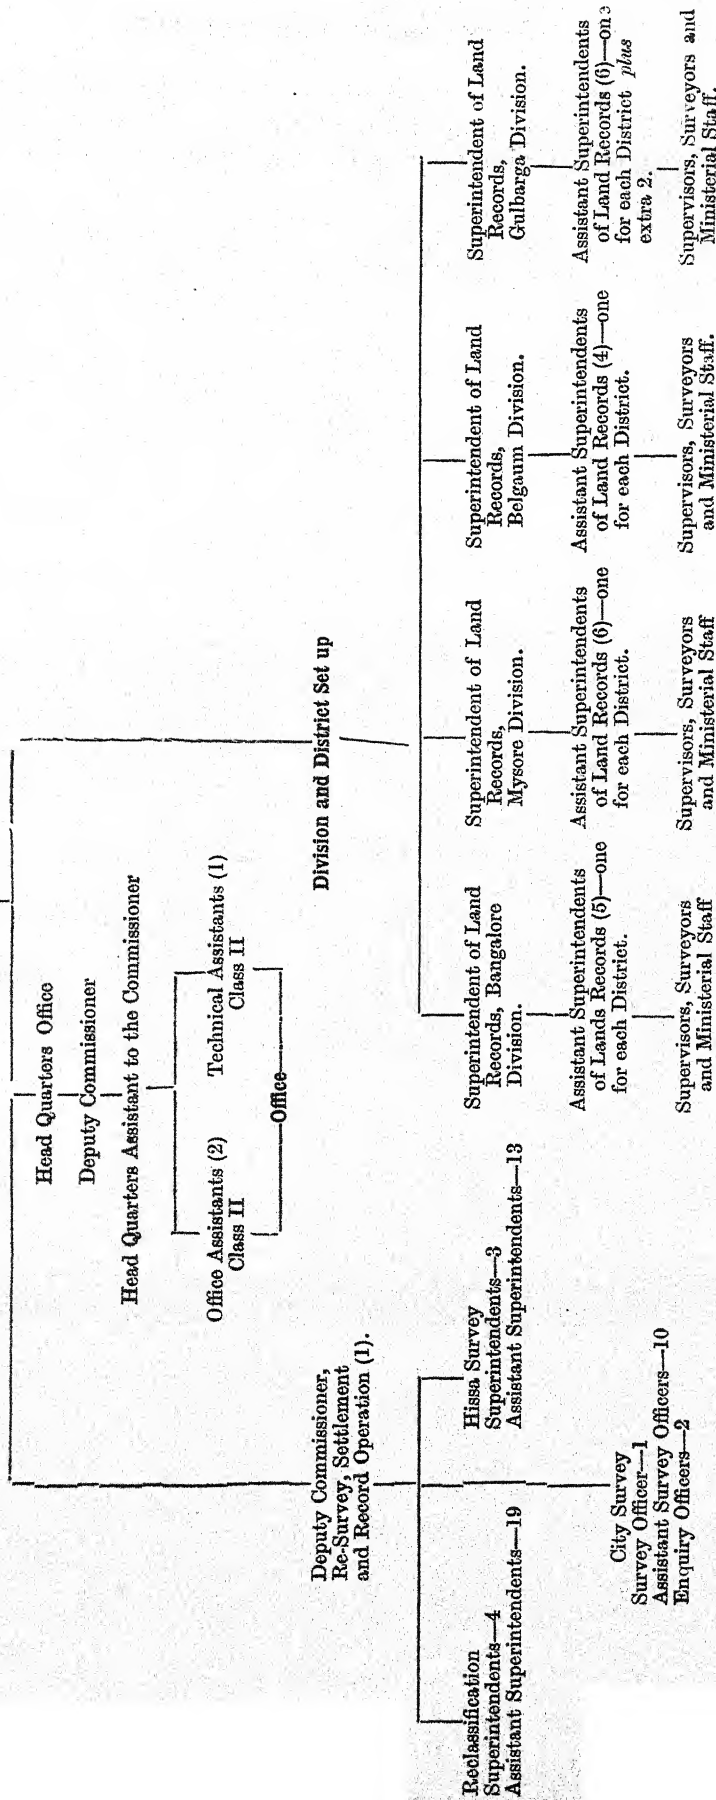 Head Quarters Office
Deputy Commissioner
Head Quarters Assistant to the Commissioner
Office Assistants (2)
Class II
Technical Assistants (1)
Class II
Office
Deputy Commissioner,
Re-Survey, Settlement
and Record Operation (1).
Division and District Set up
Reclassification
Superintendents—4
Assistant Superintendents—19
Hissa Survey
Superintendents—3
Assistant Superintendents—13
City Survey
Survey Officer—1
Assistant Survey Officers—10
Enquiry Officers—2
Superintendent of Land
Records, Bangalore
Division.
Assistant Superintendents
of Lands Records (5)—one
for each District.
Supervisors, Surveyors
and Ministerial Staff
Superintendent of Land
Records,
Mysore Division.
Assistant Superintendents
of Land Records (6)—one
for each District.
Supervisors, Surveyors
and Ministerial Staff
Superintendent of Land
Records,
Belgaum Division.
Assistant Superintendents
of Land Records (4)—one
for each District.
Supervisors, Surveyors
and Ministerial Staff.
Superintendent of Land
Records,
Gulbarga Division.
Assistant Superintendents
of Land Records (6)—one
for each District plus
extra 2.
Supervisors, Surveyors and
Ministerial Staff.